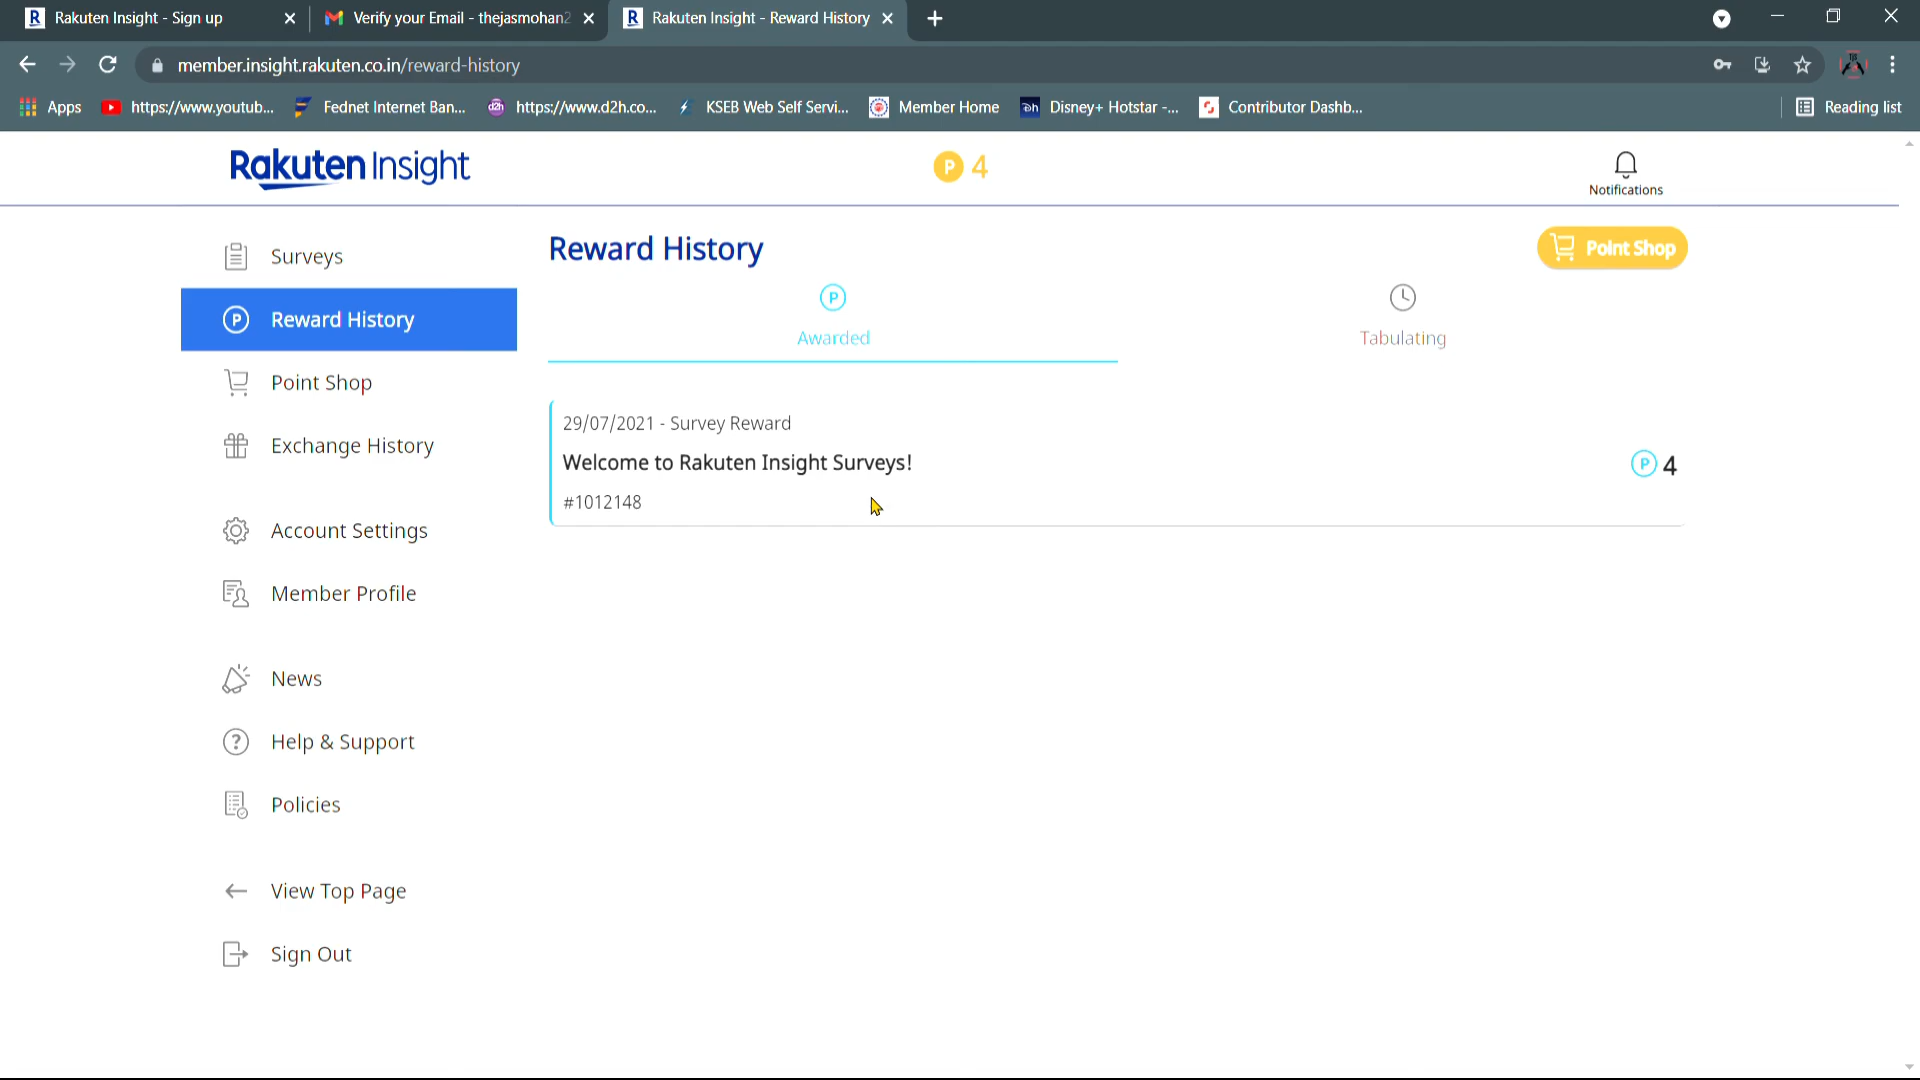 Rakuten Insight - Sign up
Verify your Email - thejasmohan2
Rakuten Insight - Reward History
member.insight.rakuten.co.in/reward-history
Apps
https://www.youtub...
Fednet Internet Ban...
https://www.d2h.co...
KSEB Web Self Servi...
Member Home
Disney+ Hotstar -...
Contributor Dashb...
Reading list
Rakuten Insight
P 4
Notifications
Surveys
Reward History
Point Shop
Exchange History
Account Settings
Member Profile
News
Help & Support
Policies
View Top Page
Sign Out
Reward History
Point Shop
P
Awarded
Tabulating
29/07/2021 - Survey Reward
Welcome to Rakuten Insight Surveys!
P 4
#1012148